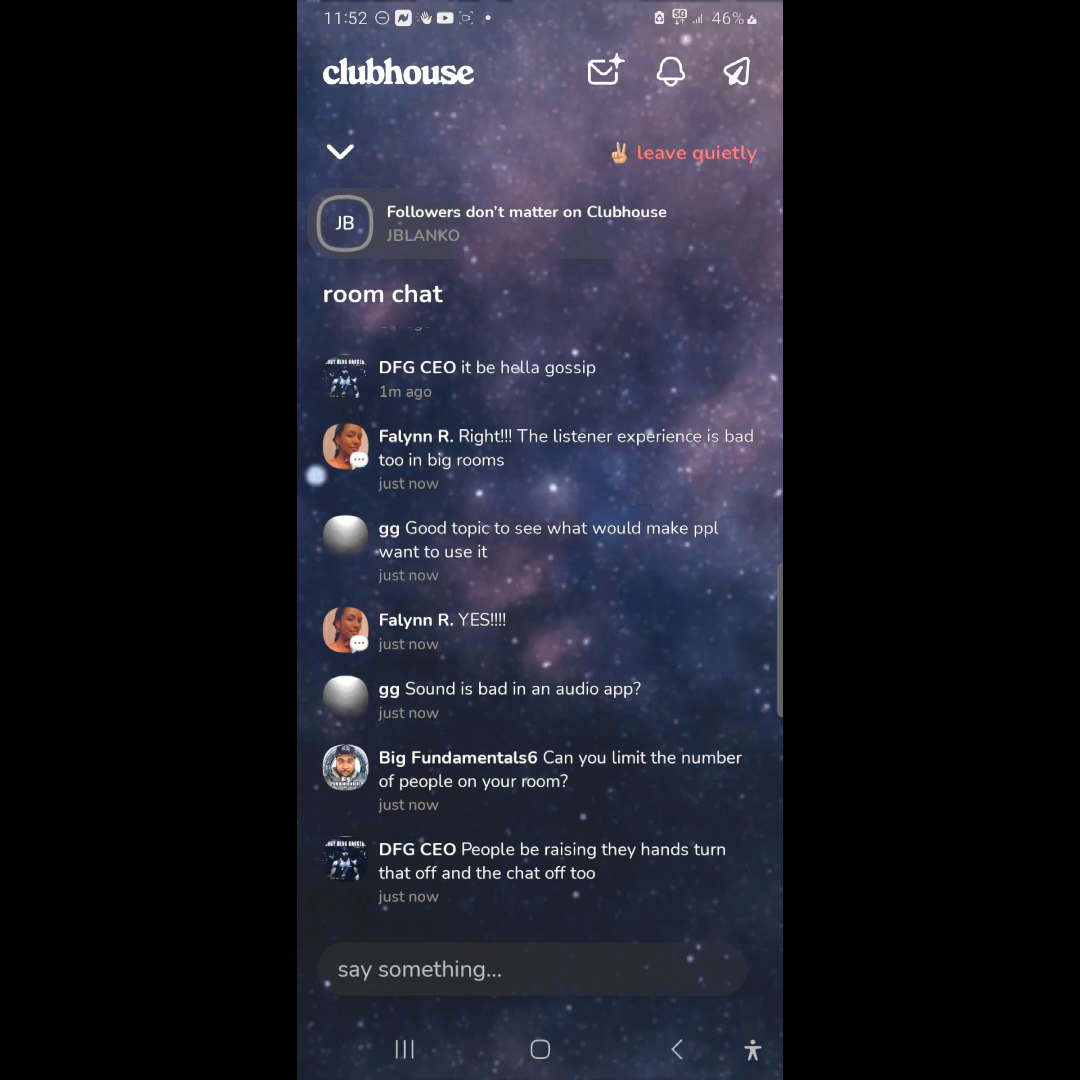 11:52
5G
46%
clubhouse
✌🏼 leave quietly
JB
Followers don't matter on Clubhouse
JBLANKO
room chat
DFG CEO it be hella gossip
1m ago
Falynn R. Right!!! The listener experience is bad
too in big rooms
just now
gg Good topic to see what would make ppl
want to use it
just now
Falynn R. YES!!!!
just now
gg Sound is bad in an audio app?
just now
Big Fundamentals6 Can you limit the number
of people on your room?
just now
DFG CEO People be raising they hands turn
that off and the chat off too
just now
say something...